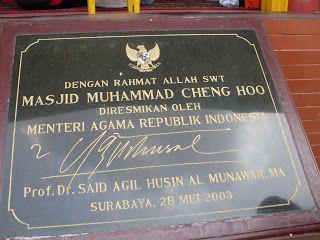 DENGAN RAHMAT ALLAH SWT
MASJID MUHAMMAD CHENG HOO
DIRESMIKAN OLEH
MENTERI AGAMA REPUBLIK INDONESIA
Prof. Dr. SAID AGIL HUSIN AL MUNAWAR, MA
SURABAYA, 28 MEI 2003